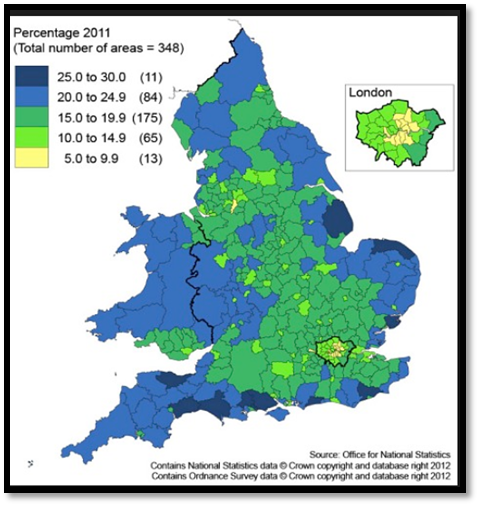 Percentage 2011
(Total number of areas = 348)
25.0 to 30.0 (11)
20.0 to 24.9 (84)
15.0 to 19.9 (175)
10.0 to 14.9 (65)
5.0 to 9.9 (13)
London
Source: Office for National Statistics
Contains National Statistics data © Crown copyright and database right 2012
Contains Ordnance Survey data © Crown copyright and database right 2012